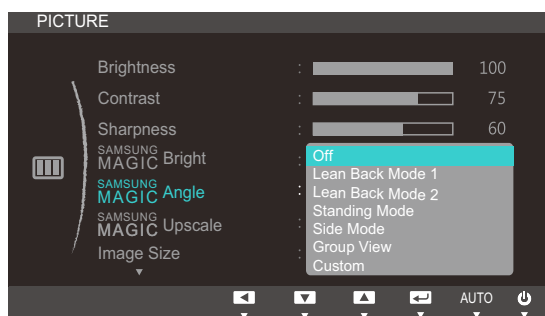 PICTURE
Brightness : 100
Contrast : 75
Sharpness : 60
SAMSUNG MAGIC Bright :
SAMSUNG MAGIC Angle :
SAMSUNG MAGIC Upscale :
Image Size :
Off
Lean Back Mode 1
Lean Back Mode 2
Standing Mode
Side Mode
Group View
Custom
AUTO